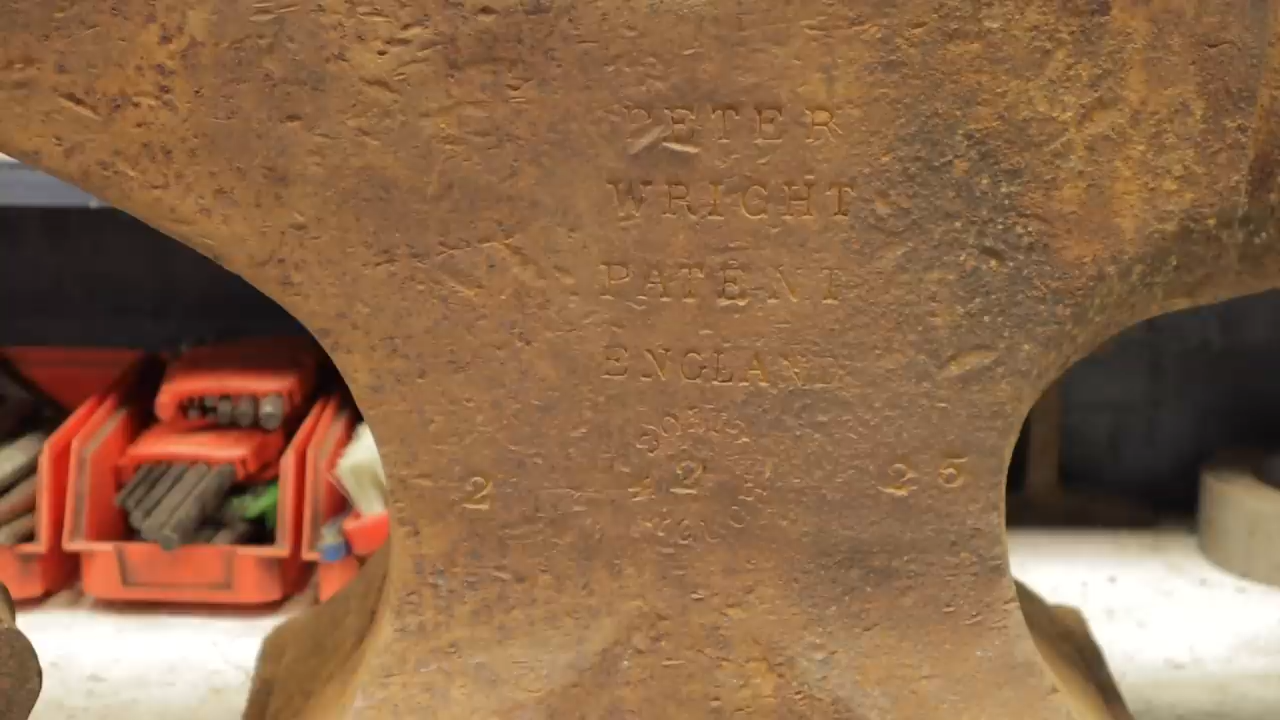 PETER
WRIGHT
PATENT
ENGLAND
2 2 25